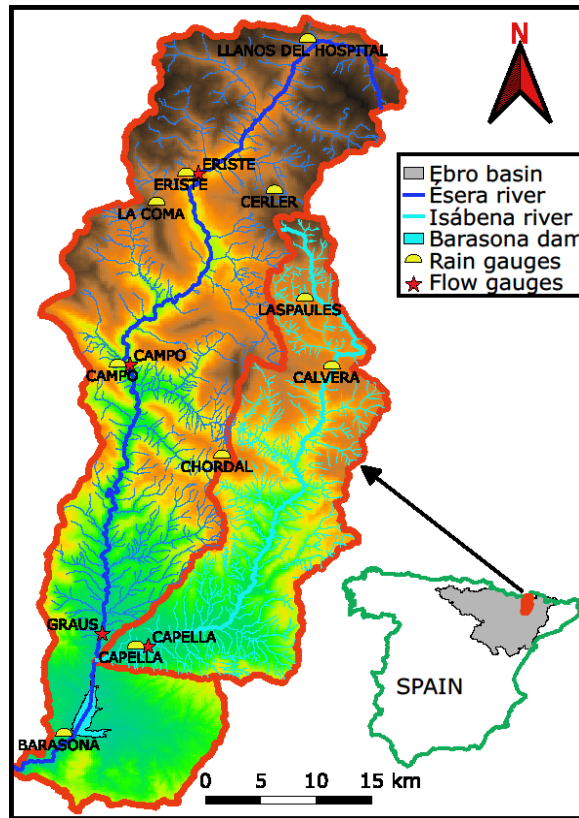 LLANOS DEL HOSPITAL
N
ERISTE
ERISTE
CERLER
LA COMA
Ebro basin
Ésera river
Isábena river
Barasona dam
Rain gauges
Flow gauges
LASPAULES
CAMPO
CAMPO
CALVERA
CHORDAL
GRAUS
CAPELLA
CAPELLA
SPAIN
BARASONA
0 5 10 15 km